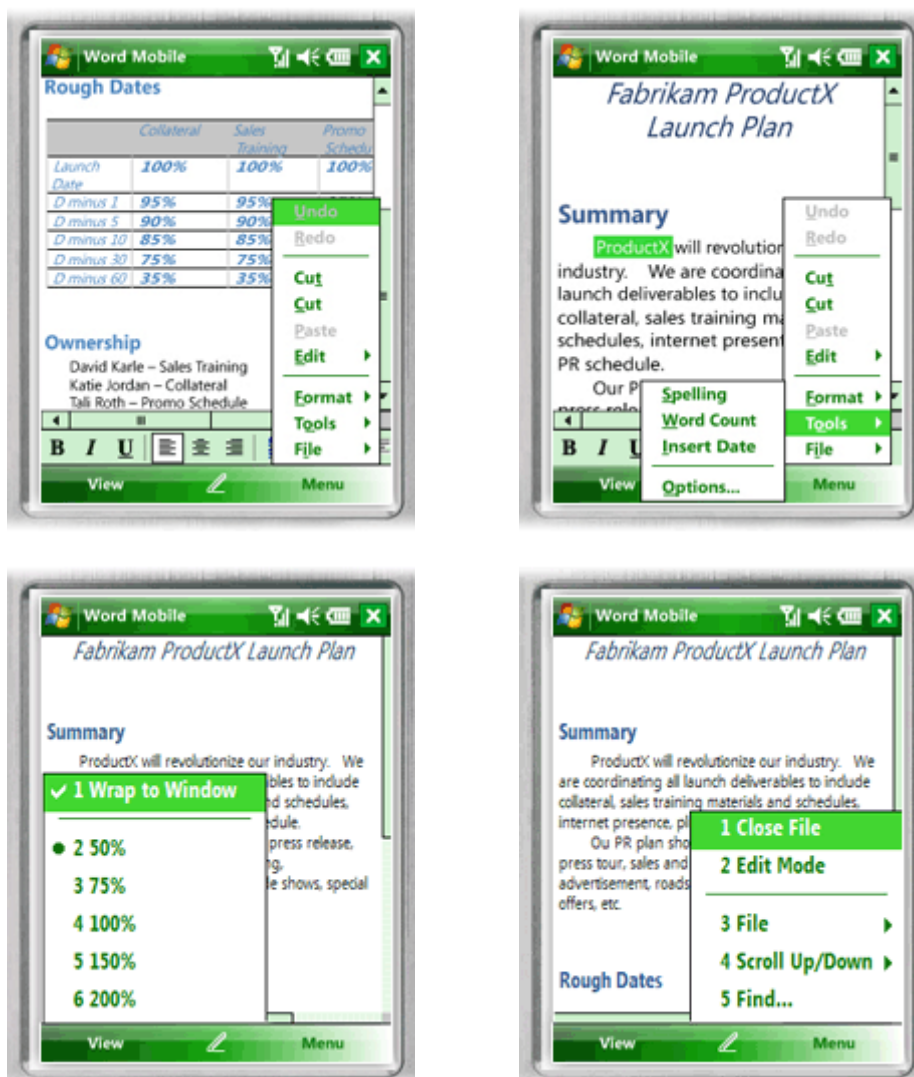 Word Mobile
Rough Dates
Collateral Sales Training Promo Schedu
Launch Date 100% 100% 100%
D minus 1 95% 95%
D minus 5 90% 90%
D minus 10 85% 85%
D minus 30 75% 75%
D minus 60 35% 35%
Ownership
David Karle – Sales Training
Katie Jordan – Collateral
Tali Roth – Promo Schedule
Undo
Redo
Cut
Cut
Paste
Edit
Format
Tools
File
B I U
View Menu
Word Mobile
Fabrikam ProductX
Launch Plan
Summary
ProductX will revolution
industry. We are coordina
launch deliverables to inclu
collateral, sales training ma
schedules, internet present
PR schedule.
Our P
Undo
Redo
Cut
Cut
Paste
Edit
Format
Tools
File
Spelling
Word Count
Insert Date
Options...
B I U
View Menu
Word Mobile
Fabrikam ProductX Launch Plan
Summary
ProductX will revolutionize our industry. We
bles to include
nd schedules,
edule.
press release,
ng,
le shows, special
1 Wrap to Window
2 50%
3 75%
4 100%
5 150%
6 200%
View Menu
Word Mobile
Fabrikam ProductX Launch Plan
Summary
ProductX will revolutionize our industry. We
are coordinating all launch deliverables to include
collateral, sales training materials and schedules,
internet presence, pl
Ou PR plan sho
press tour, sales and
advertisement, roads
offers, etc.
Rough Dates
1 Close File
2 Edit Mode
3 File
4 Scroll Up/Down
5 Find...
View Menu